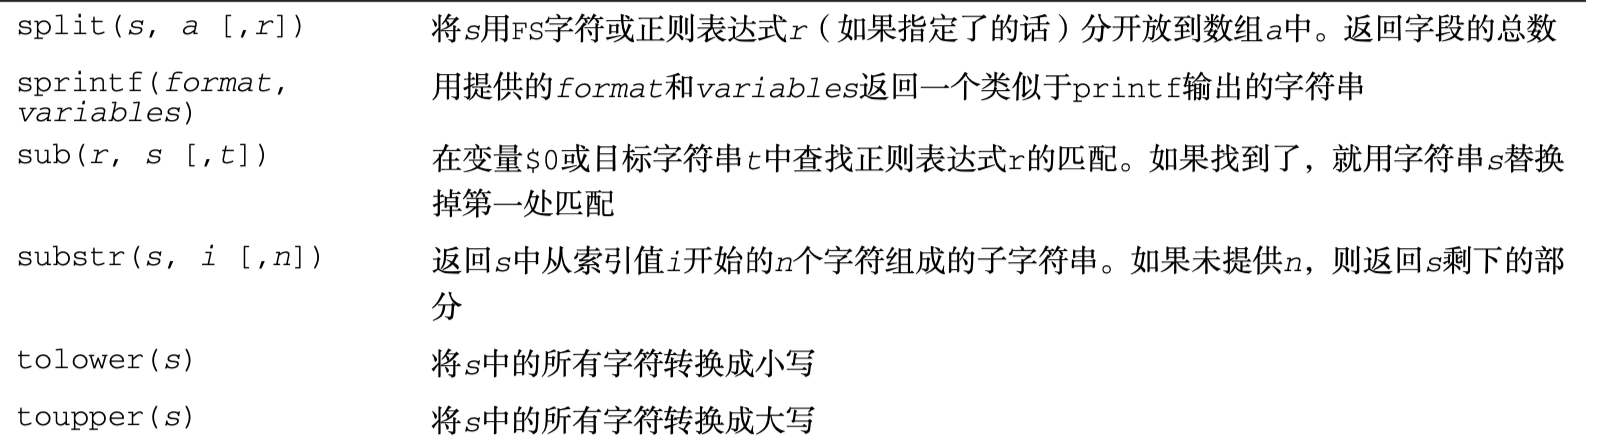 split(s, a [,r]) 将s用FS字符或正则表达式r（如果指定了的话）分开放到数组a中。返回字段的总数
sprintf(format, 用提供的format和variables返回一个类似于printf输出的字符串
variables)
sub(r, s [,t]) 在变量$0或目标字符串t中查找正则表达式r的匹配。如果找到了，就用字符串s替换
掉第一处匹配
substr(s, i [,n]) 返回s中从索引值i开始的n个字符组成的子字符串。如果未提供n，则返回s剩下的部
分
tolower(s) 将s中的所有字符转换成小写
toupper(s) 将s中的所有字符转换成大写